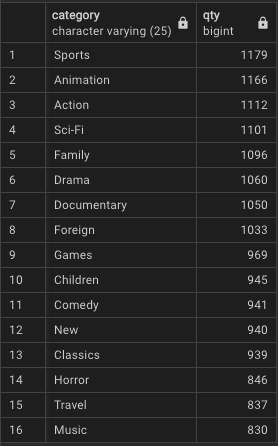 category qty
character varying (25) bigint
1 Sports 1179
2 Animation 1166
3 Action 1112
4 Sci-Fi 1101
5 Family 1096
6 Drama 1060
7 Documentary 1050
8 Foreign 1033
9 Games 969
10 Children 945
11 Comedy 941
12 New 940
13 Classics 939
14 Horror 846
15 Travel 837
16 Music 830